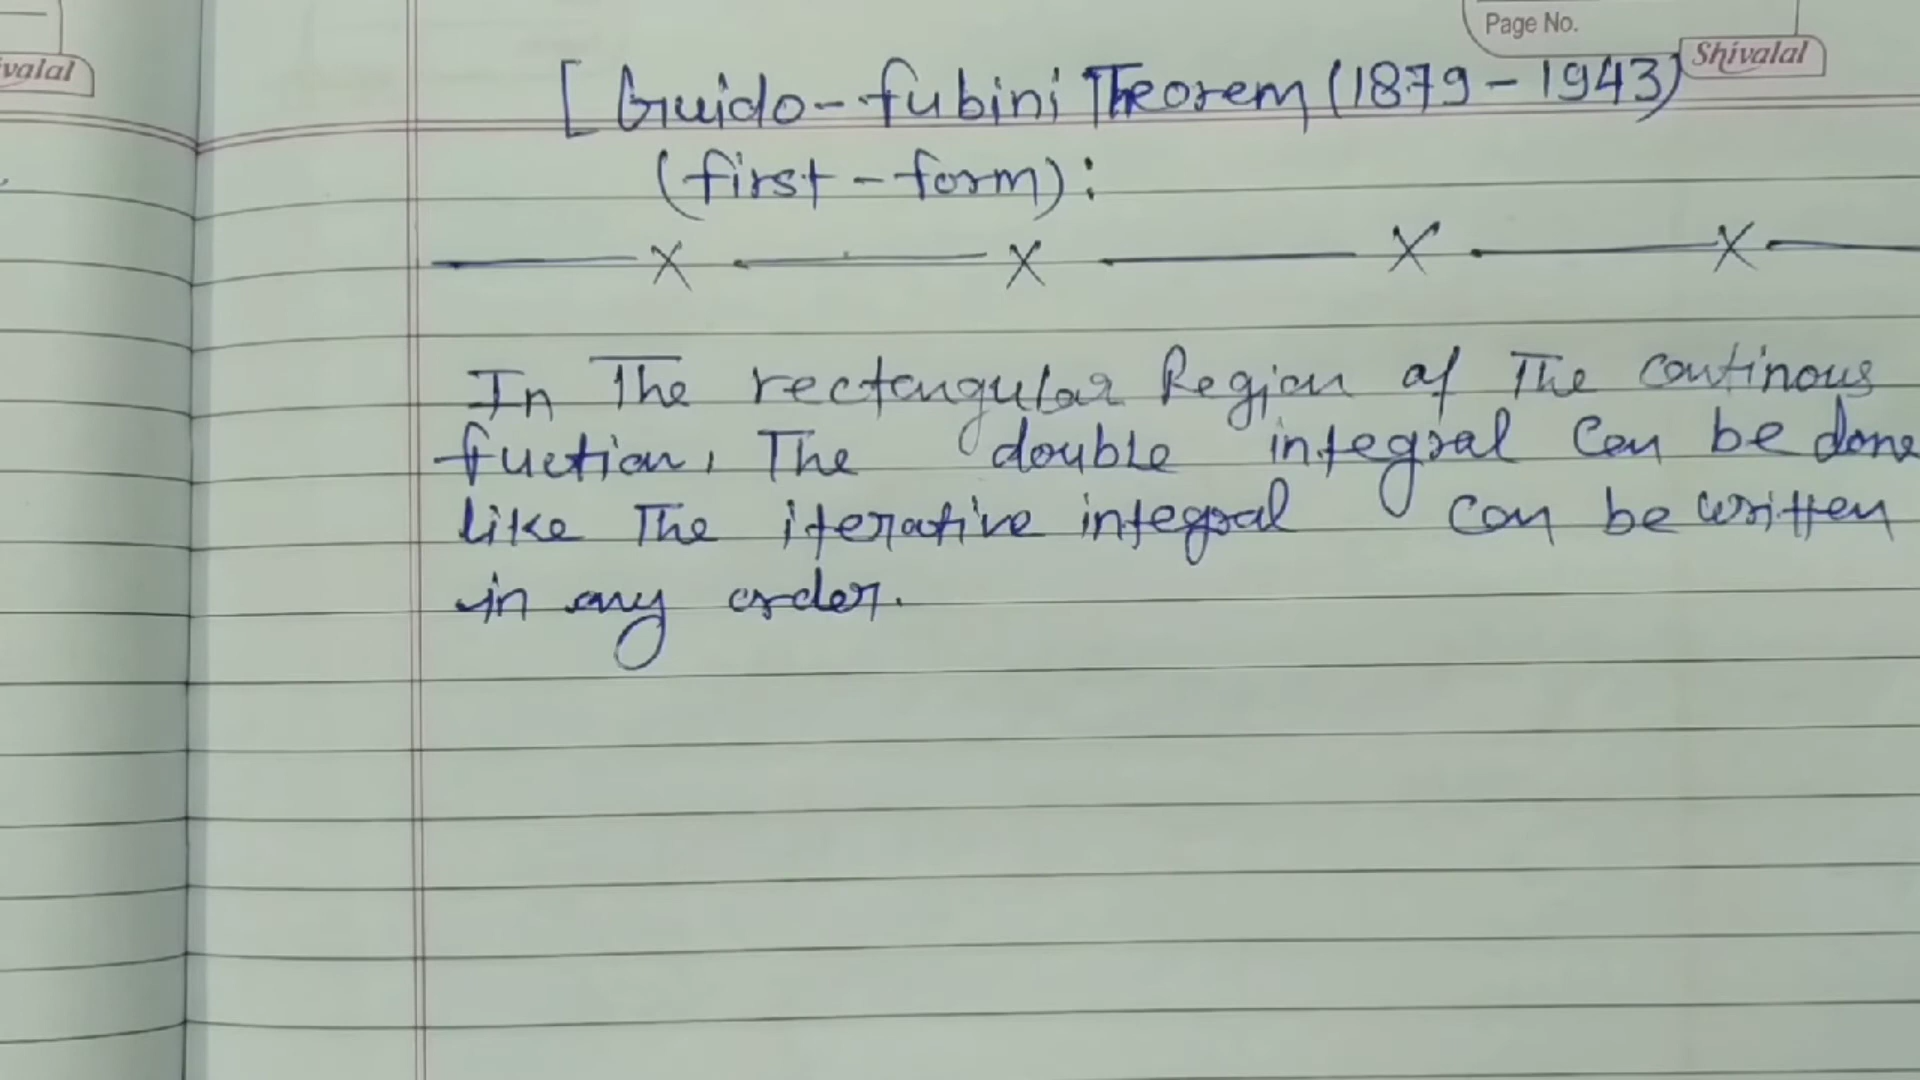 valal
Page No.
Shivalal
[ Guido-fubini Theorem (1879-1943)
(first-form):
In The rectangular Region of The continous
fuction, The double integral can be done
like The iterative integral can be written
in any order.